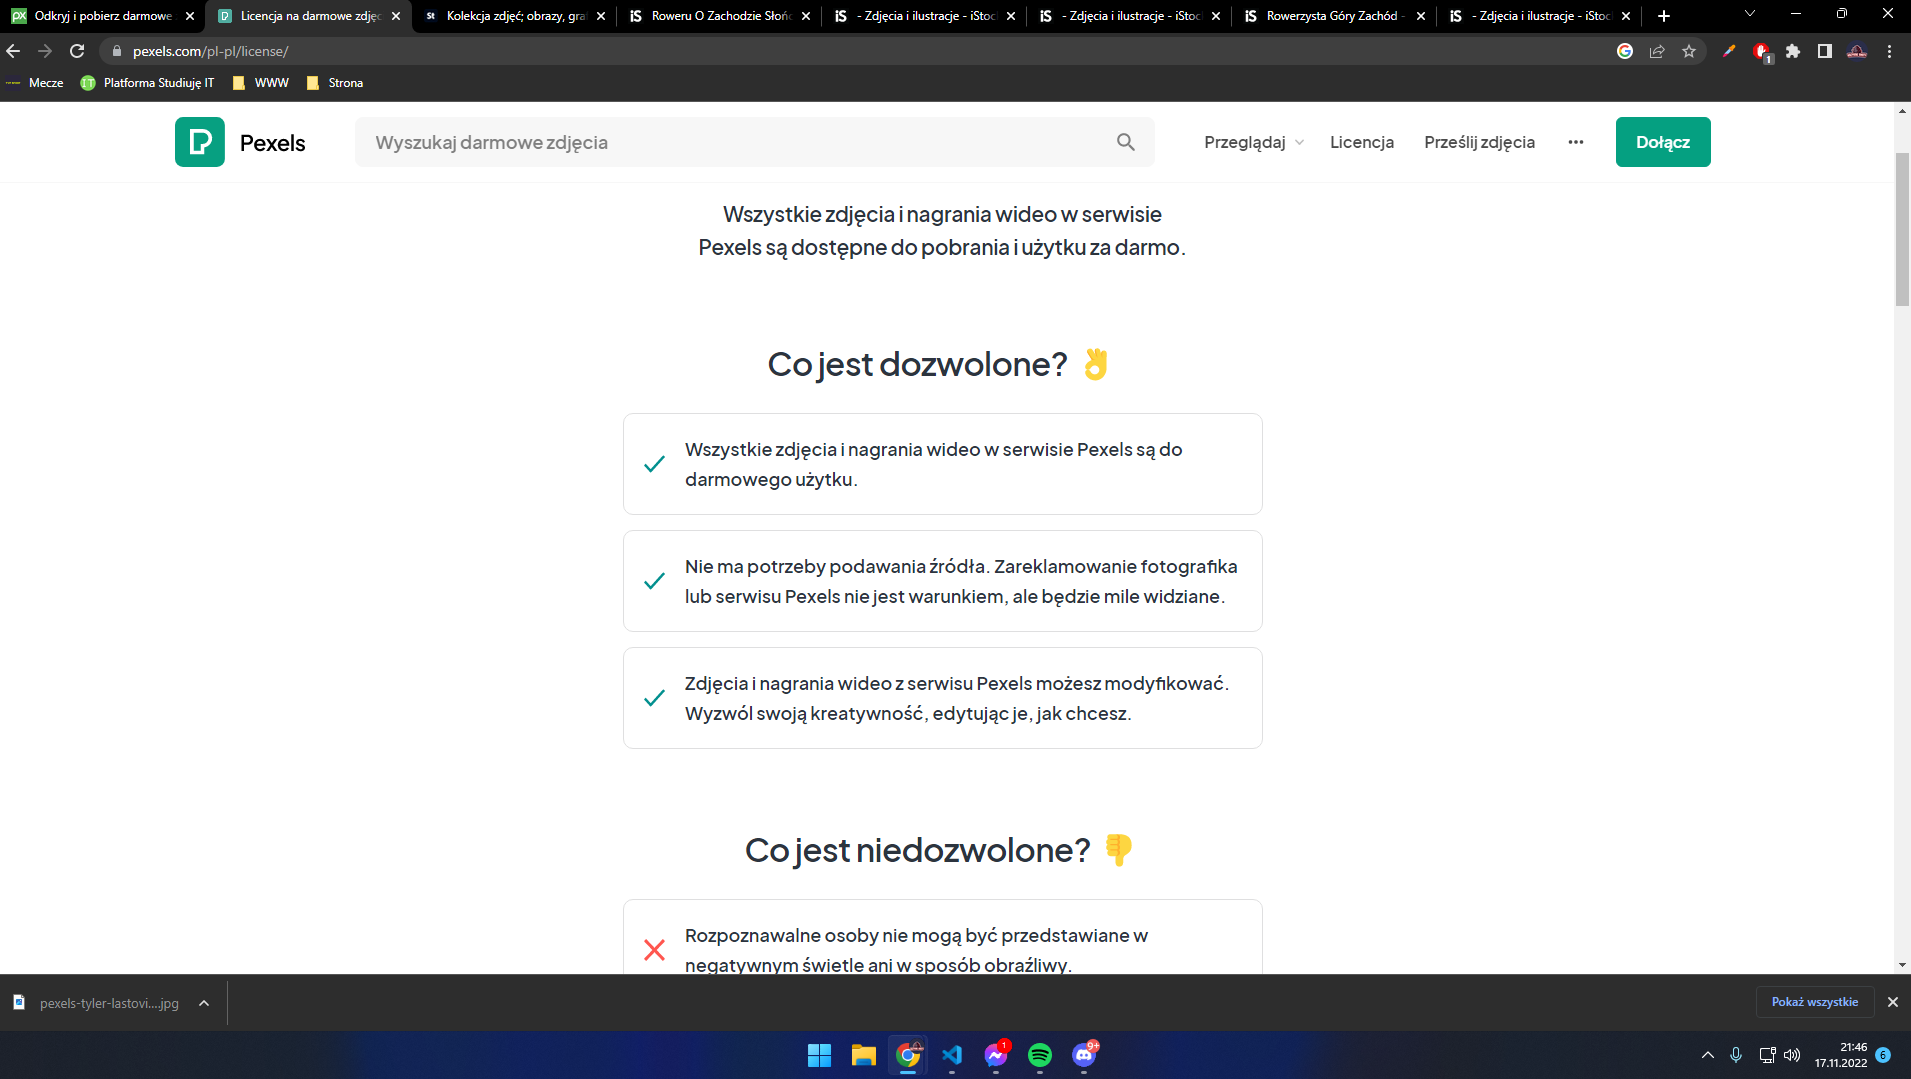 Odkryj i pobierz darmowe
Licencja na darmowe zdjęc
Kolekcja zdjęć; obrazy, gra
Roweru O Zachodzie Słońc
- Zdjęcia i ilustracje - iStoc
- Zdjęcia i ilustracje - iStoc
Rowerzysta Góry Zachód -
- Zdjęcia i ilustracje - iStoc
pexels.com/pl-pl/license/
Mecze
Platforma Studiuję IT
WWW
Strona
Pexels
Wyszukaj darmowe zdjęcia
Przeglądaj
Licencja
Prześlij zdjęcia
Dołącz
Wszystkie zdjęcia i nagrania wideo w serwisie
Pexels są dostępne do pobrania i użytku za darmo.
Co jest dozwolone? 👌
Wszystkie zdjęcia i nagrania wideo w serwisie Pexels są do
darmowego użytku.
Nie ma potrzeby podawania źródła. Zareklamowanie fotografika
lub serwisu Pexels nie jest warunkiem, ale będzie mile widziane.
Zdjęcia i nagrania wideo z serwisu Pexels możesz modyfikować.
Wyzwól swoją kreatywność, edytując je, jak chcesz.
Co jest niedozwolone? 👎
Rozpoznawalne osoby nie mogą być przedstawiane w
negatywnym świetle ani w sposób obraźliwy.
pexels-tyler-lastovi....jpg
Pokaż wszystkie
21:46
17.11.2022